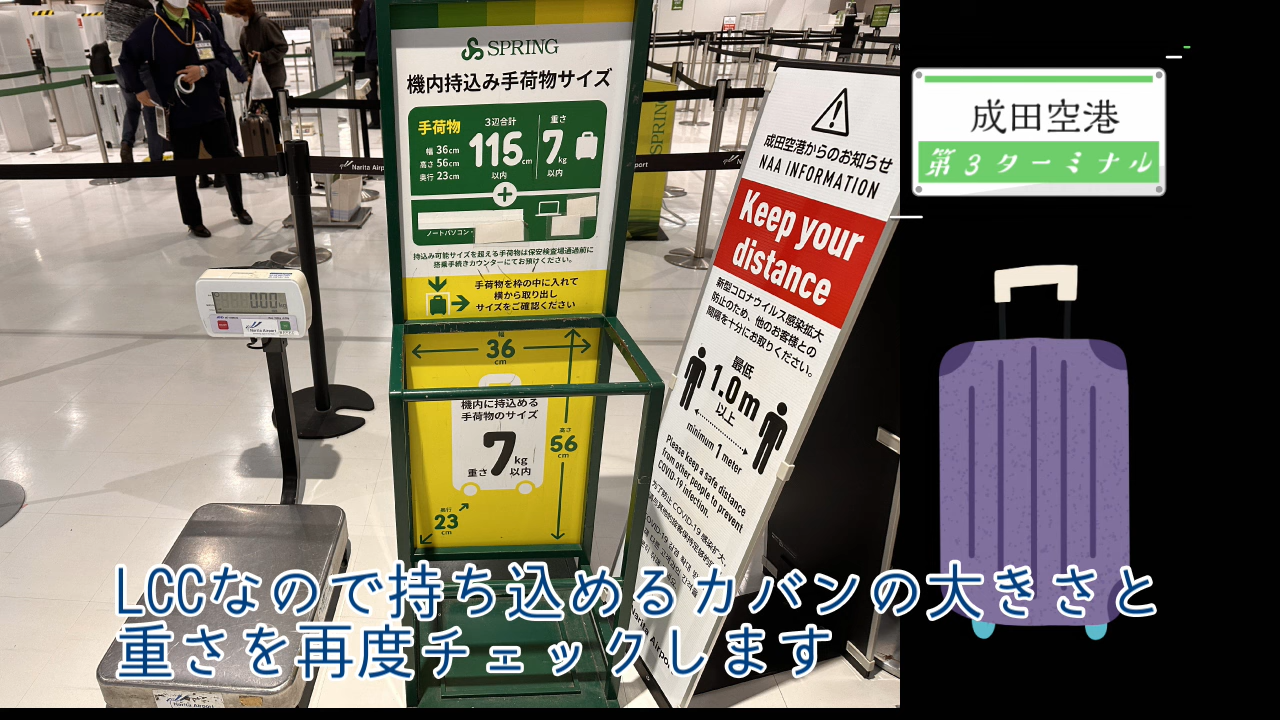 SPRING
機内持込み手荷物サイズ
手荷物
幅 36cm
高さ 56cm
奥行 23cm
3辺合計
115cm
以内
重さ
7kg
以内
+
ノートパソコン・
持込み可能サイズを超える手荷物は保安検査場通過前に
搭乗手続きカウンターにてお預けください。
手荷物を枠の中に入れて
横から取り出し
サイズをご確認ください
幅
36
cm
機内に持込める
手荷物のサイズ
重さ 7kg以内
高さ
56
cm
奥行
23
cm
SPRING
Narita Airport
000
成田空港からのお知らせ
NAA INFORMATION
Keep your
distance
新型コロナウイルス感染拡大
防止のため、他のお客様との
間隔を十分にお取りください。
最低
1.0m
以上
minimum 1 meter
Please keep a safe distance
from other people to prevent
COVID-19 infection.
成田空港
第3ターミナル
LCCなので持ち込めるカバンの大きさと
重さを再度チェックします